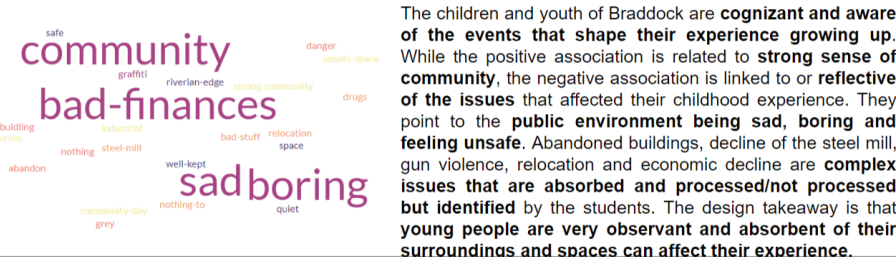 safe
community
danger
unsafe-space
graffiti
riverian-edge
strong-community
bad-finances
drugs
buidling
industrial
urces
bad-stuff
relocation
nothing
steel-mill
space
abandon
well-kept
sad
boring
community-day
nothing-to
quiet
grey
The children and youth of Braddock are cognizant and aware
of the events that shape their experience growing up.
While the positive association is related to strong sense of
community, the negative association is linked to or reflective
of the issues that affected their childhood experience. They
point to the public environment being sad, boring and
feeling unsafe. Abandoned buildings, decline of the steel mill,
gun violence, relocation and economic decline are complex
issues that are absorbed and processed/not processed
but identified by the students. The design takeaway is that
young people are very observant and absorbent of their
surroundings and spaces can affect their experience.